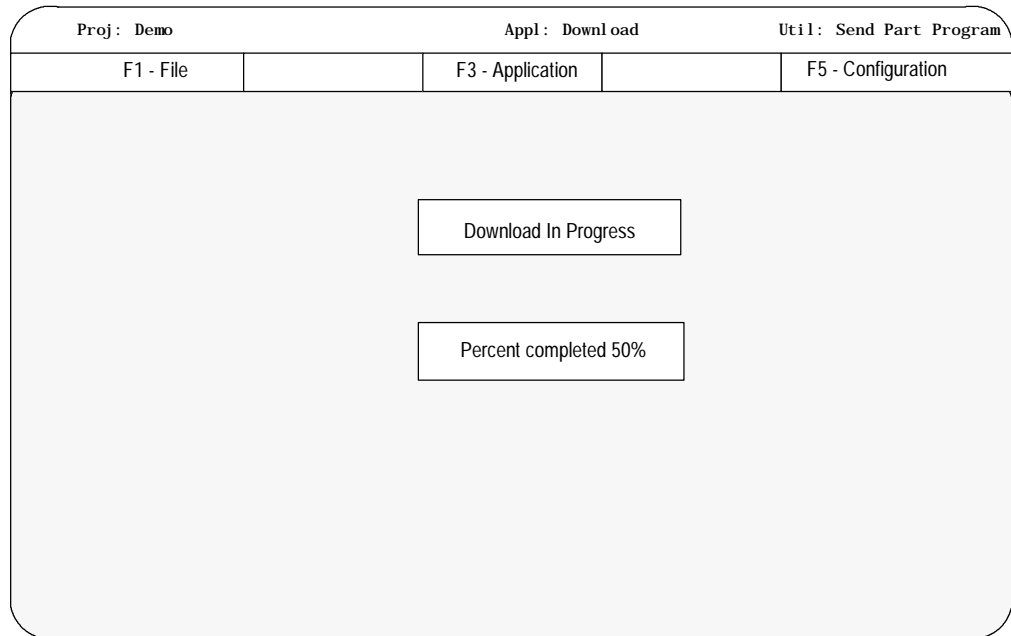 Proj: Demo Appl: Download Util: Send Part Program
F1 - File F3 - Application F5 - Configuration
Download In Progress
Percent completed 50%